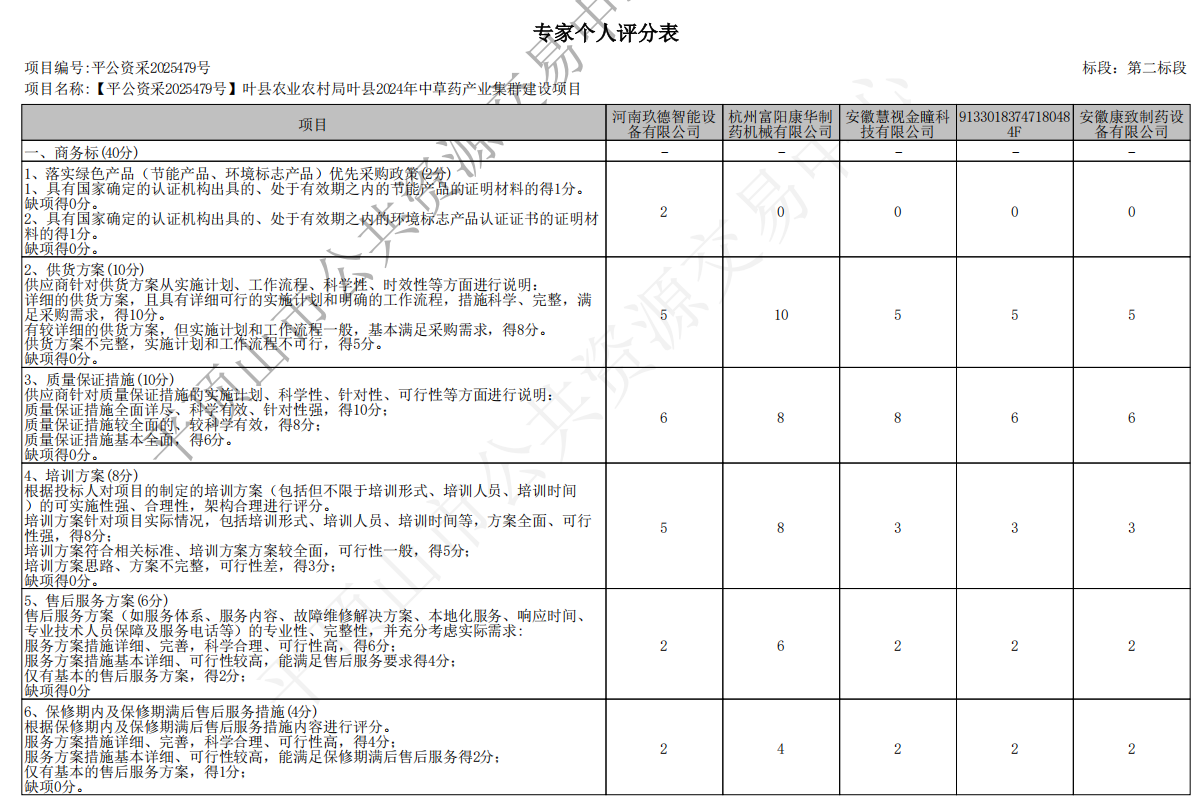 专家个人评分表
项目编号:平公资采2025479号
标段：第二标段
项目名称:【平公资采2025479号】叶县农业农村局叶县2024年中草药产业集群建设项目
项目
河南玖德智能设
备有限公司
杭州富阳康华制
药机械有限公司
安徽慧视金瞳科
技有限公司
9133018374718048
4F
安徽康致制药设
备有限公司
一、商务标(40分)
- - - - -
1、落实绿色产品（节能产品、环境标志产品）优先采购政策(2分)
1、具有国家确定的认证机构出具的、处于有效期之内的节能产品的证明材料的得1分。
缺项得0分。
2、具有国家确定的认证机构出具的、处于有效期之内的环境标志产品认证证书的证明材
料的得1分。
缺项得0分。
2 0 0 0 0
2、供货方案(10分)
供应商针对供货方案从实施计划、工作流程、科学性、时效性等方面进行说明:
详细的供货方案，且具有详细可行的实施计划和明确的工作流程，措施科学、完整，满
足采购需求，得10分。
有较详细的供货方案，但实施计划和工作流程一般，基本满足采购需求，得8分。
供货方案不完整，实施计划和工作流程不可行，得5分。
缺项得0分。
5 10 5 5 5
3、质量保证措施(10分)
供应商针对质量保证措施的实施计划、科学性、针对性、可行性等方面进行说明:
质量保证措施全面详尽、科学有效、针对性强，得10分;
质量保证措施较全面的、较科学有效，得8分;
质量保证措施基本全面，得6分。
缺项得0分。
6 8 8 6 6
4、培训方案(8分)
根据投标人对项目的制定的培训方案（包括但不限于培训形式、培训人员、培训时间
）的可实施性强、合理性，架构合理进行评分。
培训方案针对项目实际情况，包括培训形式、培训人员、培训时间等，方案全面、可行
性强，得8分;
培训方案符合相关标准、培训方案方案较全面，可行性一般，得5分;
培训方案思路、方案不完整，可行性差，得3分;
缺项得0分。
5 8 3 3 3
5、售后服务方案(6分)
售后服务方案（如服务体系、服务内容、故障维修解决方案、本地化服务、响应时间、
专业技术人员保障及服务电话等）的专业性、完整性，并充分考虑实际需求:
服务方案措施详细、完善，科学合理、可行性高，得6分;
服务方案措施基本详细、可行性较高，能满足售后服务要求得4分;
仅有基本的售后服务方案，得2分;
缺项得0分
2 6 2 2 2
6、保修期内及保修期满后售后服务措施(4分)
根据保修期内及保修期满后售后服务措施内容进行评分。
服务方案措施详细、完善，科学合理、可行性高，得4分;
服务方案措施基本详细、可行性较高，能满足保修期满后售后服务得2分;
仅有基本的售后服务方案，得1分;
缺项0分。
2 4 2 2 2
平顶山市公共资源交易中
平顶山市公共资源交易中心